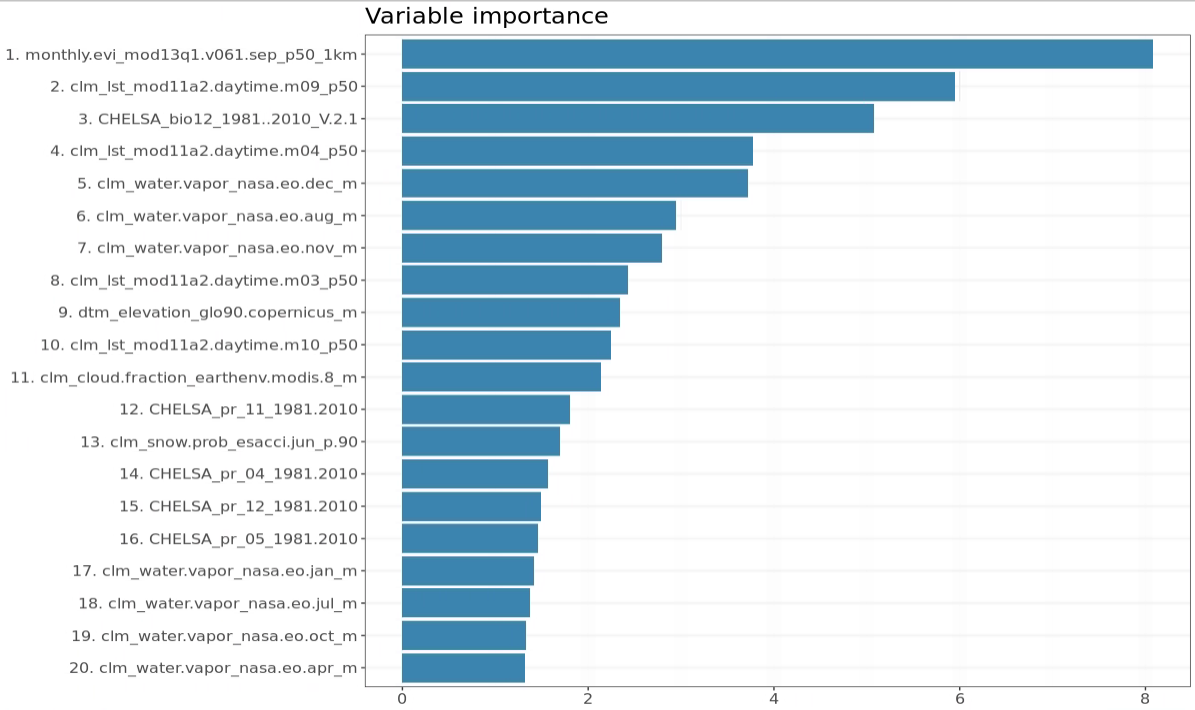 Variable importance
1. monthly.evi_mod13q1.v061.sep_p50_1km
2. clm_lst_mod11a2.daytime.m09_p50
3. CHELSA_bio12_1981..2010_V.2.1
4. clm_lst_mod11a2.daytime.m04_p50
5. clm_water.vapor_nasa.eo.dec_m
6. clm_water.vapor_nasa.eo.aug_m
7. clm_water.vapor_nasa.eo.nov_m
8. clm_lst_mod11a2.daytime.m03_p50
9. dtm_elevation_glo90.copernicus_m
10. clm_lst_mod11a2.daytime.m10_p50
11. clm_cloud.fraction_earthenv.modis.8_m
12. CHELSA_pr_11_1981.2010
13. clm_snow.prob_esacci.jun_p.90
14. CHELSA_pr_04_1981.2010
15. CHELSA_pr_12_1981.2010
16. CHELSA_pr_05_1981.2010
17. clm_water.vapor_nasa.eo.jan_m
18. clm_water.vapor_nasa.eo.jul_m
19. clm_water.vapor_nasa.eo.oct_m
20. clm_water.vapor_nasa.eo.apr_m
0 2 4 6 8